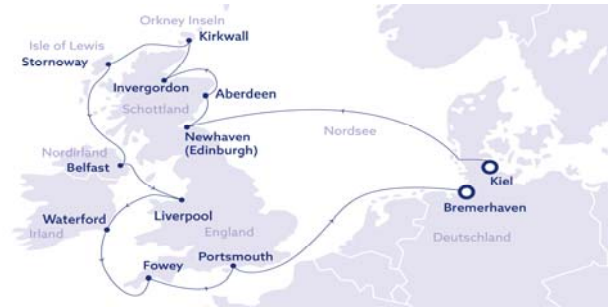 Orkney Inseln
Kirkwall
Isle of Lewis
Stornoway
Invergordon
Aberdeen
Schottland
Newhaven
(Edinburgh)
Nordsee
Nordirland
Belfast
Kiel
Bremerhaven
Liverpool
Waterford
Irland
England
Deutschland
Fowey
Portsmouth